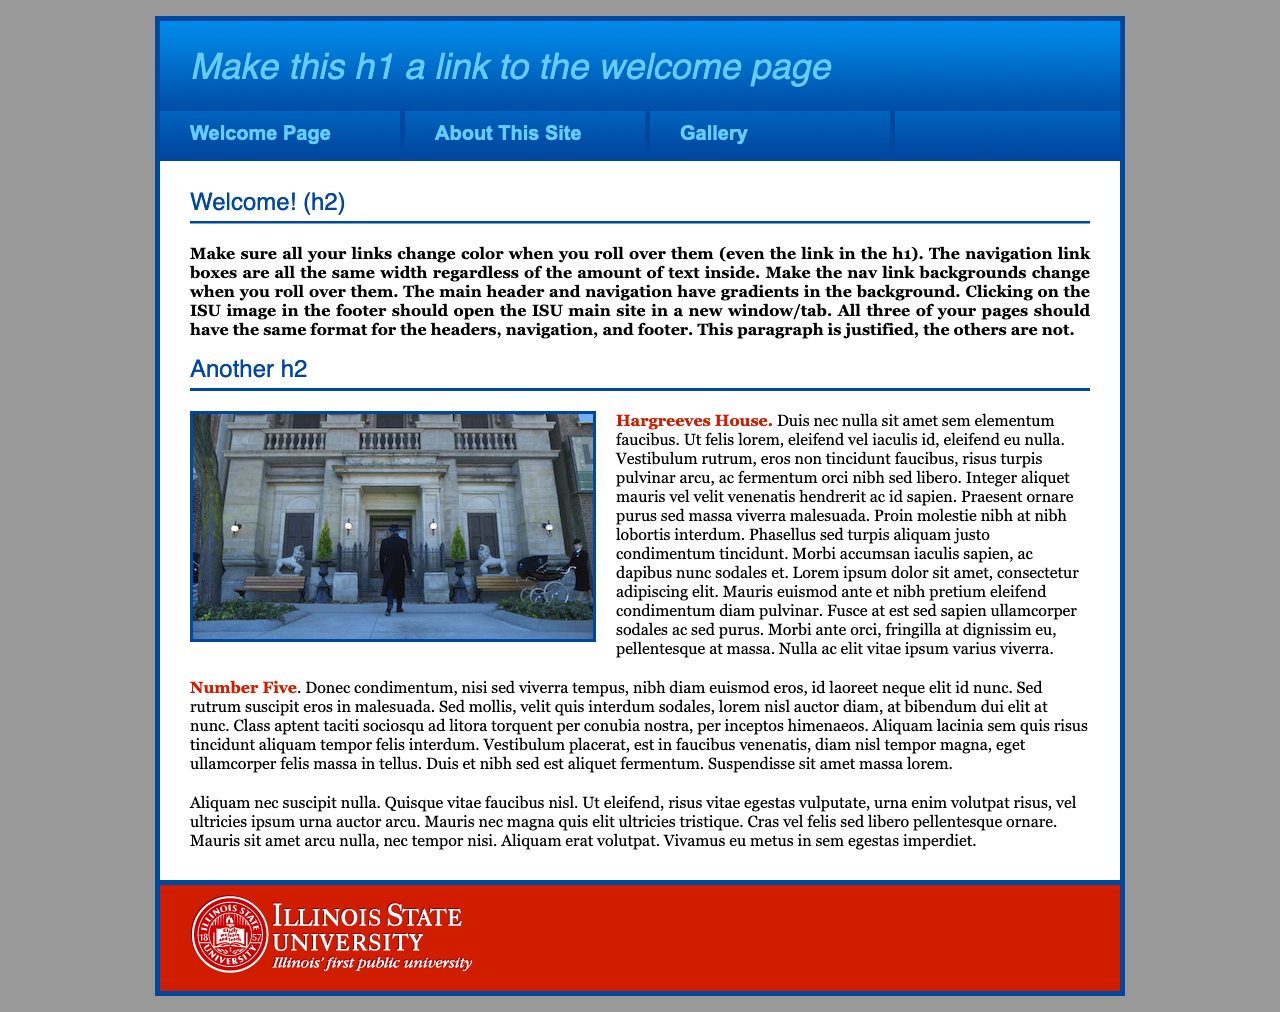 Make this h1 a link to the welcome page
Welcome Page
About This Site
Gallery
Welcome! (h2)
Make sure all your links change color when you roll over them (even the link in the h1). The navigation link
boxes are all the same width regardless of the amount of text inside. Make the nav link backgrounds change
when you roll over them. The main header and navigation have gradients in the background. Clicking on the
ISU image in the footer should open the ISU main site in a new window/tab. All three of your pages should
have the same format for the headers, navigation, and footer. This paragraph is justified, the others are not.
Another h2
Hargreeves House. Duis nec nulla sit amet sem elementum
faucibus. Ut felis lorem, eleifend vel iaculis id, eleifend eu nulla.
Vestibulum rutrum, eros non tincidunt faucibus, risus turpis
pulvinar arcu, ac fermentum orci nibh sed libero. Integer aliquet
mauris vel velit venenatis hendrerit ac id sapien. Praesent ornare
purus sed massa viverra malesuada. Proin molestie nibh at nibh
lobortis interdum. Phasellus sed turpis aliquam justo
condimentum tincidunt. Morbi accumsan iaculis sapien, ac
dapibus nunc sodales et. Lorem ipsum dolor sit amet, consectetur
adipiscing elit. Mauris euismod ante et nibh pretium eleifend
condimentum diam pulvinar. Fusce at est sed sapien ullamcorper
sodales ac sed purus. Morbi ante orci, fringilla at dignissim eu,
pellentesque at massa. Nulla ac elit vitae ipsum varius viverra.
Number Five. Donec condimentum, nisi sed viverra tempus, nibh diam euismod eros, id laoreet neque elit id nunc. Sed
rutrum suscipit eros in malesuada. Sed mollis, velit quis interdum sodales, lorem nisl auctor diam, at bibendum dui elit at
nunc. Class aptent taciti sociosqu ad litora torquent per conubia nostra, per inceptos himenaeos. Aliquam lacinia sem quis risus
tincidunt aliquam tempor felis interdum. Vestibulum placerat, est in faucibus venenatis, diam nisl tempor magna, eget
ullamcorper felis massa in tellus. Duis et nibh sed est aliquet fermentum. Suspendisse sit amet massa lorem.
Aliquam nec suscipit nulla. Quisque vitae faucibus nisl. Ut eleifend, risus vitae egestas vulputate, urna enim volutpat risus, vel
ultricies ipsum urna auctor arcu. Mauris nec magna quis elit ultricies tristique. Cras vel felis sed libero pellentesque ornare.
Mauris sit amet arcu nulla, nec tempor nisi. Aliquam erat volutpat. Vivamus eu metus in sem egestas imperdiet.
ILLINOIS STATE
UNIVERSITY
18 57
ILLINOIS STATE
UNIVERSITY
Illinois' first public university